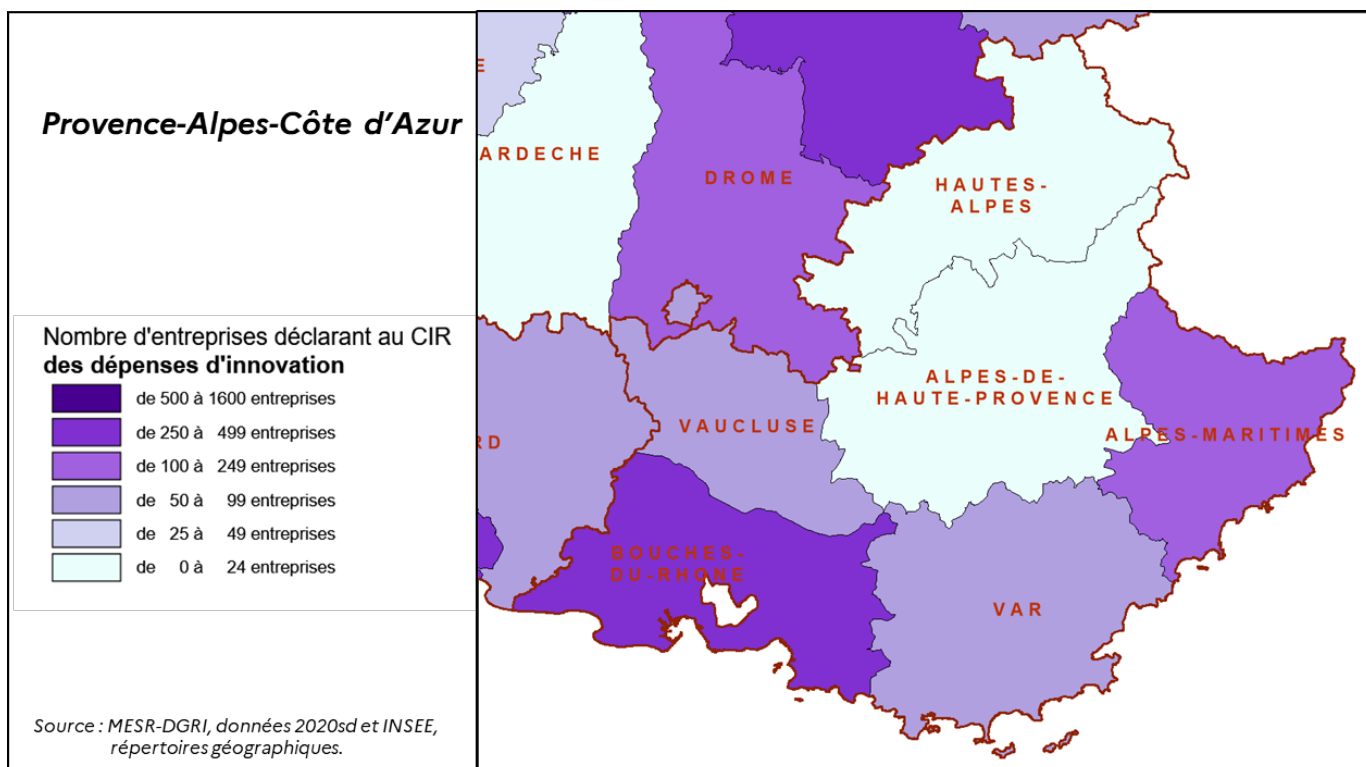 Provence-Alpes-Côte d’Azur
Nombre d'entreprises déclarant au CIR
des dépenses d'innovation
de 500 à 1600 entreprises
de 250 à 499 entreprises
de 100 à 249 entreprises
de 50 à 99 entreprises
de 25 à 49 entreprises
de 0 à 24 entreprises
Source : MESR-DGRI, données 2020sd et INSEE,
répertoires géographiques.
E
ARDECHE
DROME
HAUTES-
ALPES
ALPES-DE-
HAUTE-PROVENCE
VAUCLUSE
RD
ALPES-MARITIMES
BOUCHES-
DU-RHONE
VAR